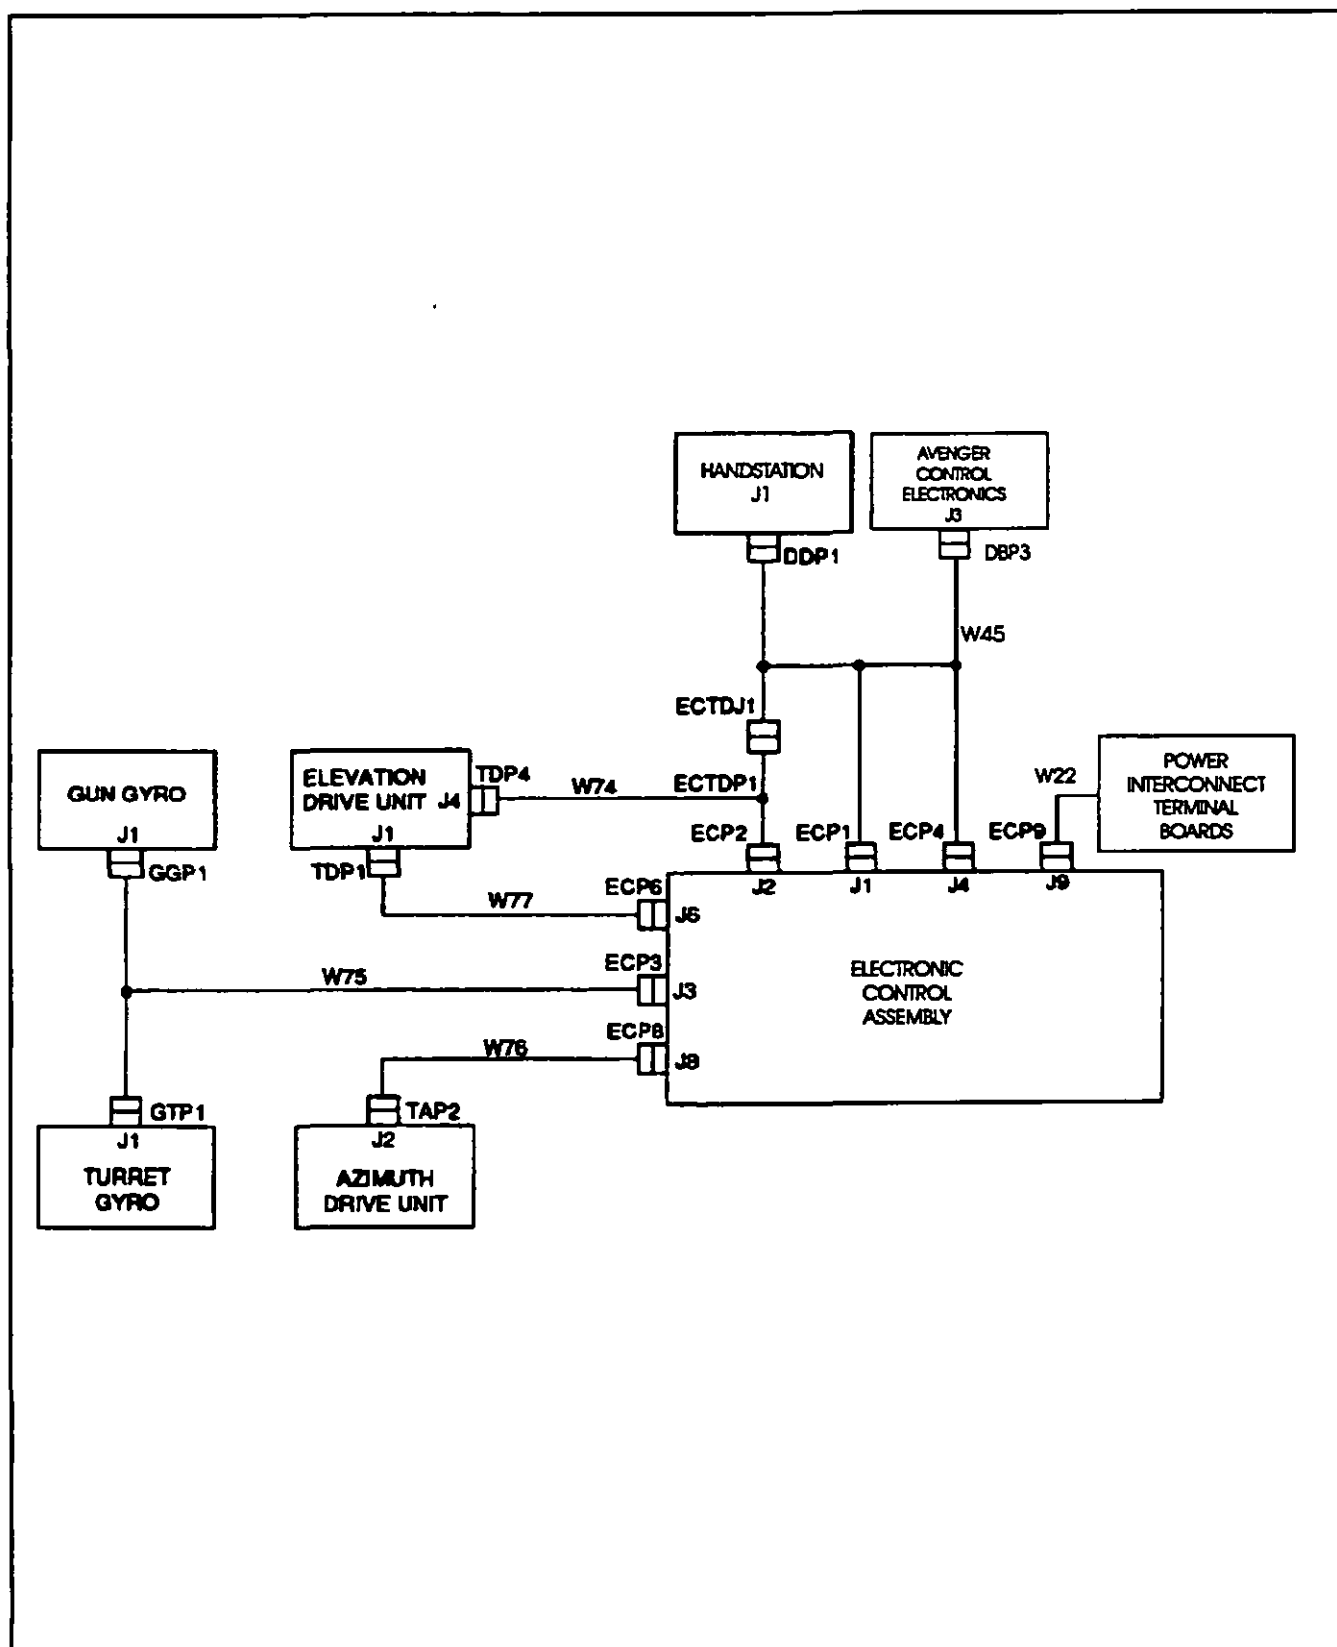 HANDSTATION
J1
AVENGER
CONTROL
ELECTRONICS
J3
DDP1
DBP3
W45
ECTDJ1
GUN GYRO
J1
GGP1
ELEVATION
DRIVE UNIT J4
J1
TDP4
TDP1
W74
ECTDP1
W22
POWER
INTERCONNECT
TERMINAL
BOARDS
ECP2
ECP1
ECP4
ECP9
J2
J1
J4
J9
W77
ECP6
J6
W75
ECP3
J3
ELECTRONIC
CONTROL
ASSEMBLY
W76
ECP8
J8
GTP1
J1
TURRET
GYRO
TAP2
J2
AZIMUTH
DRIVE UNIT